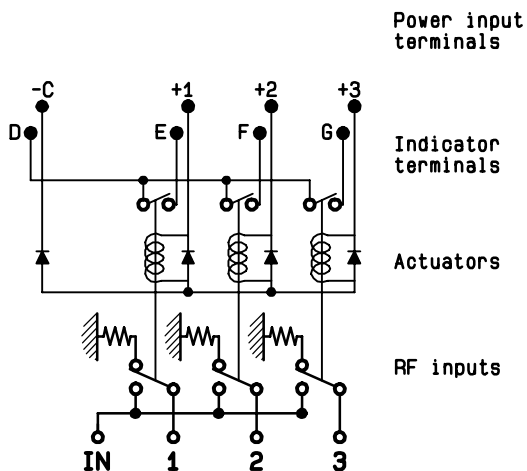 Power input
terminals
-C +1 +2 +3
D E F G
Indicator
terminals
Actuators
RF inputs
IN 1 2 3